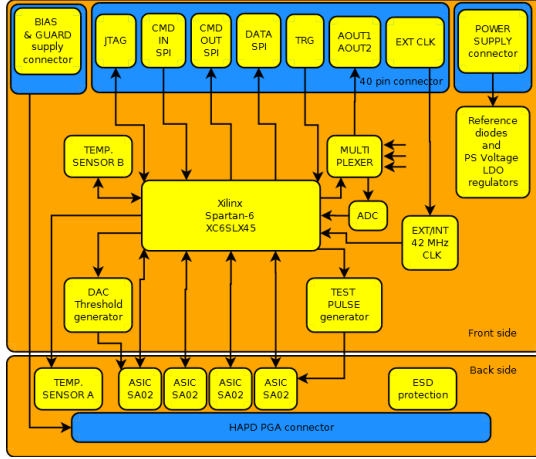 BIAS
& GUARD
supply
connector
JTAG
CMD
IN
SPI
CMD
OUT
SPI
DATA
SPI
TRG
AOUT1
AOUT2
EXT CLK
40 pin connector
POWER
SUPPLY
connector
TEMP.
SENSOR B
MULTI
PLEXER
Reference
diodes
and
PS Voltage
LDO
regulators
Xilinx
Spartan-6
XC6SLX45
ADC
EXT/INT
42 MHz
CLK
DAC
Threshold
generator
TEST
PULSE
generator
Front side
Back side
TEMP.
SENSOR A
ASIC
SA02
ASIC
SA02
ASIC
SA02
ASIC
SA02
ESD
protection
HAPD PGA connector